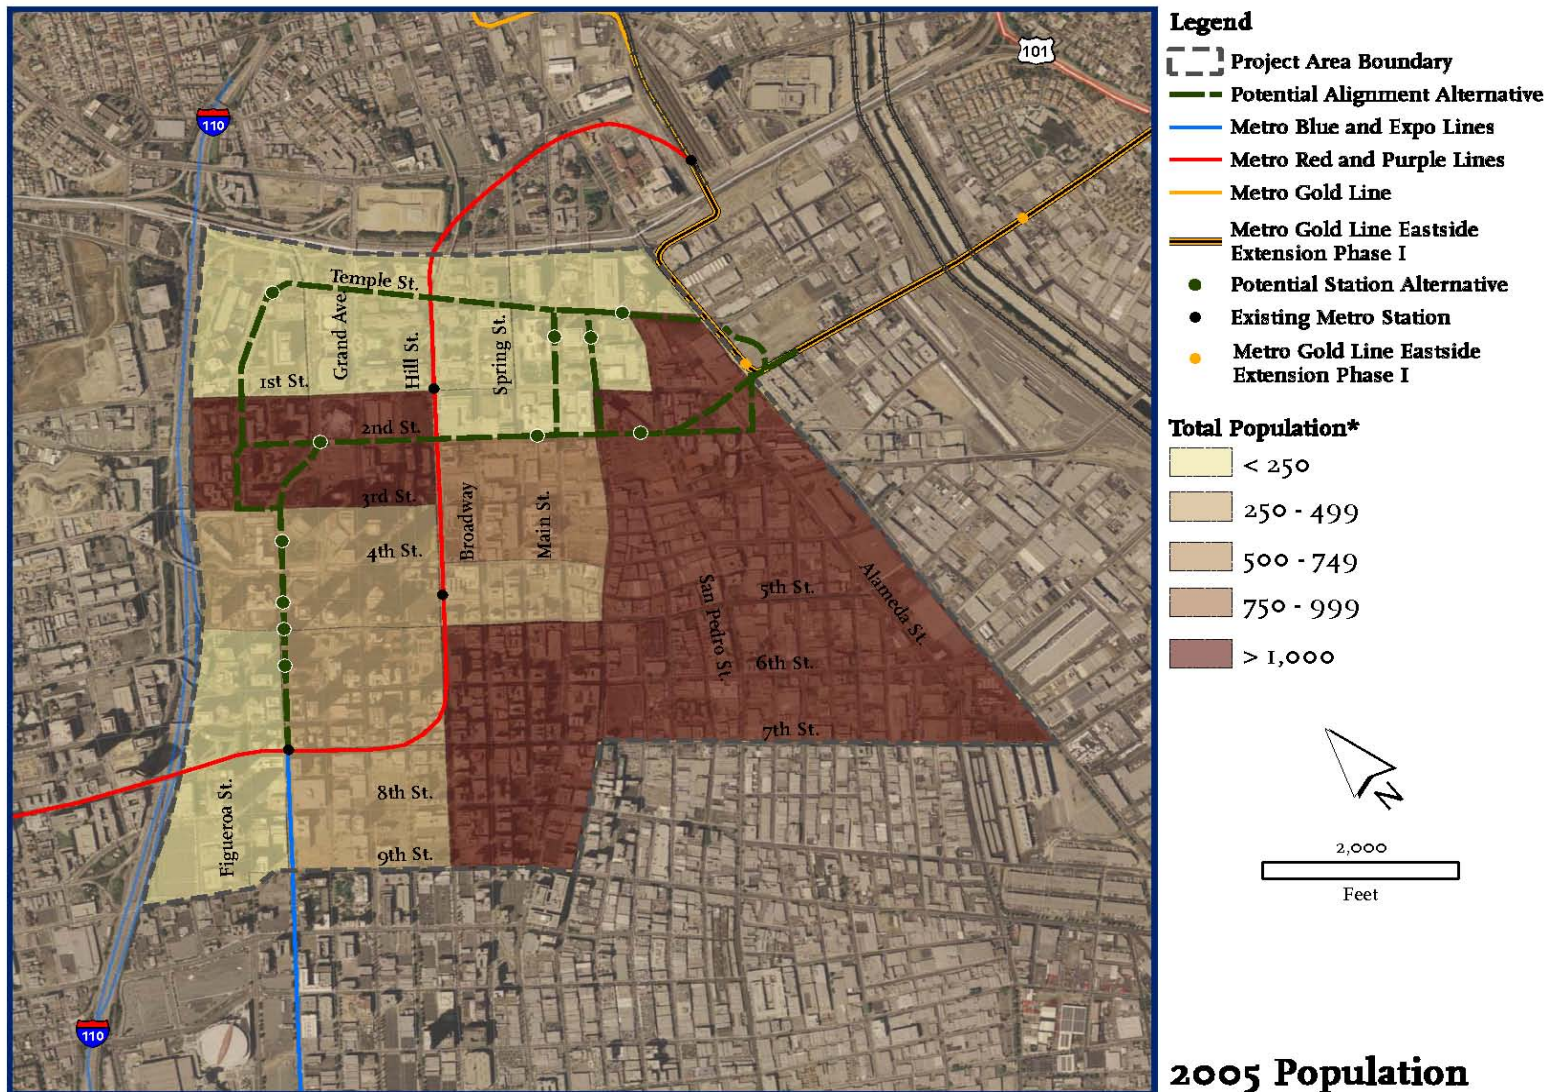 101
110
Temple St.
Grand Ave.
Hill St.
Spring St.
1st St.
2nd St.
3rd St.
Broadway
Main St.
4th St.
San Pedro St.
5th St.
Alameda St.
6th St.
7th St.
Figueroa St.
8th St.
9th St.
110
Legend
Project Area Boundary
Potential Alignment Alternative
Metro Blue and Expo Lines
Metro Red and Purple Lines
Metro Gold Line
Metro Gold Line Eastside
Extension Phase I
Potential Station Alternative
Existing Metro Station
Metro Gold Line Eastside
Extension Phase I
Total Population*
< 250
250 - 499
500 - 749
750 - 999
> 1,000
N
2,000
Feet
2005 Population